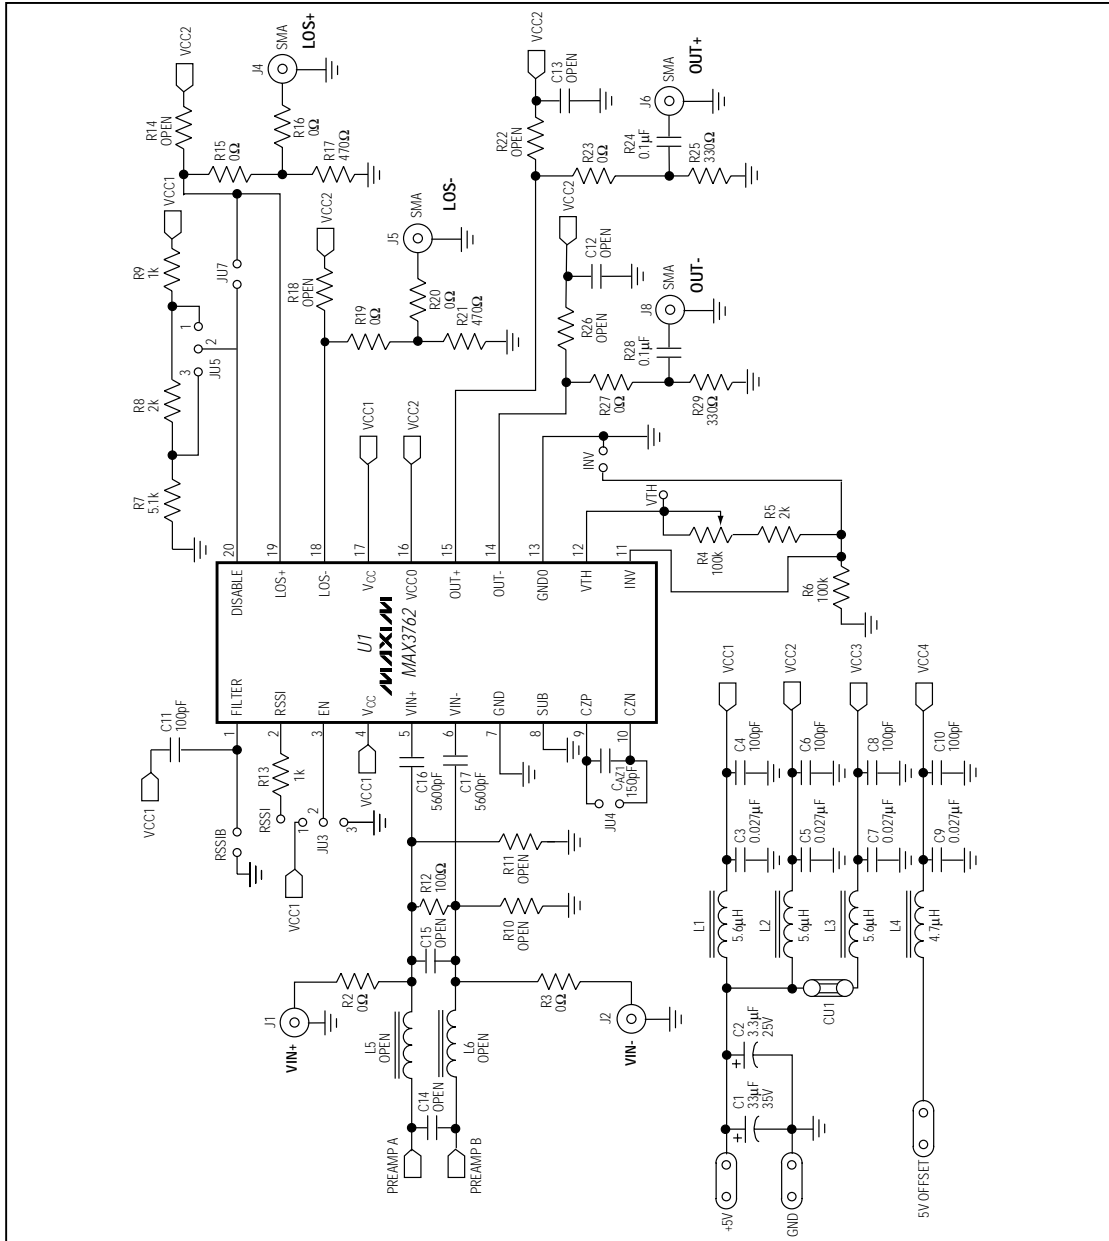 VCC2
J4
SMA
LOS+
R14
OPEN
R15
0Ω
R16
0Ω
R17
470Ω
VCC1
R9
1k
JU7
1
2
3
JU5
R8
2k
R7
5.1k
VCC2
R18
OPEN
J5
SMA
LOS-
R19
0Ω
R20
0Ω
R21
470Ω
VCC2
C13
OPEN
R22
OPEN
J6
SMA
OUT+
R23
0Ω
R24
0.1µF
R25
330Ω
VCC2
C12
OPEN
R26
OPEN
J8
SMA
OUT-
R27
0Ω
R28
0.1µF
R29
330Ω
VCC1
VCC2
INV
VTH
R4
100k
R5
2k
R6
100k
20
19
18
17
16
15
14
13
12
11
DISABLE
LOS+
LOS-
VCC
VCCO
OUT+
OUT-
GNDO
VTH
INV
U1
MAXIM
MAX3762
FILTER
RSSI
EN
VCC
VIN+
VIN-
GND
SUB
CZP
CZN
1
2
3
4
5
6
7
8
9
10
C11
100pF
VCC1
R13
1k
RSSI
RSSIB
1
2
3
JU3
VCC1
VCC1
C16
5600pF
C17
5600pF
CAZ1
150pF
JU4
R11
OPEN
R12
100Ω
R10
OPEN
C15
OPEN
R2
0Ω
R3
0Ω
J1
VIN+
J2
VIN-
L5
OPEN
L6
OPEN
C14
OPEN
PREAMP A
PREAMP B
VCC1
VCC2
VCC3
VCC4
C4
100pF
C6
100pF
C8
100pF
C10
100pF
C3
0.027µF
C5
0.027µF
C7
0.027µF
C9
0.027µF
L1
5.6µH
L2
5.6µH
L3
5.6µH
L4
4.7µH
CU1
+
C2
3.3µF
25V
+
C1
33µF
35V
+5V
GND
5V OFFSET